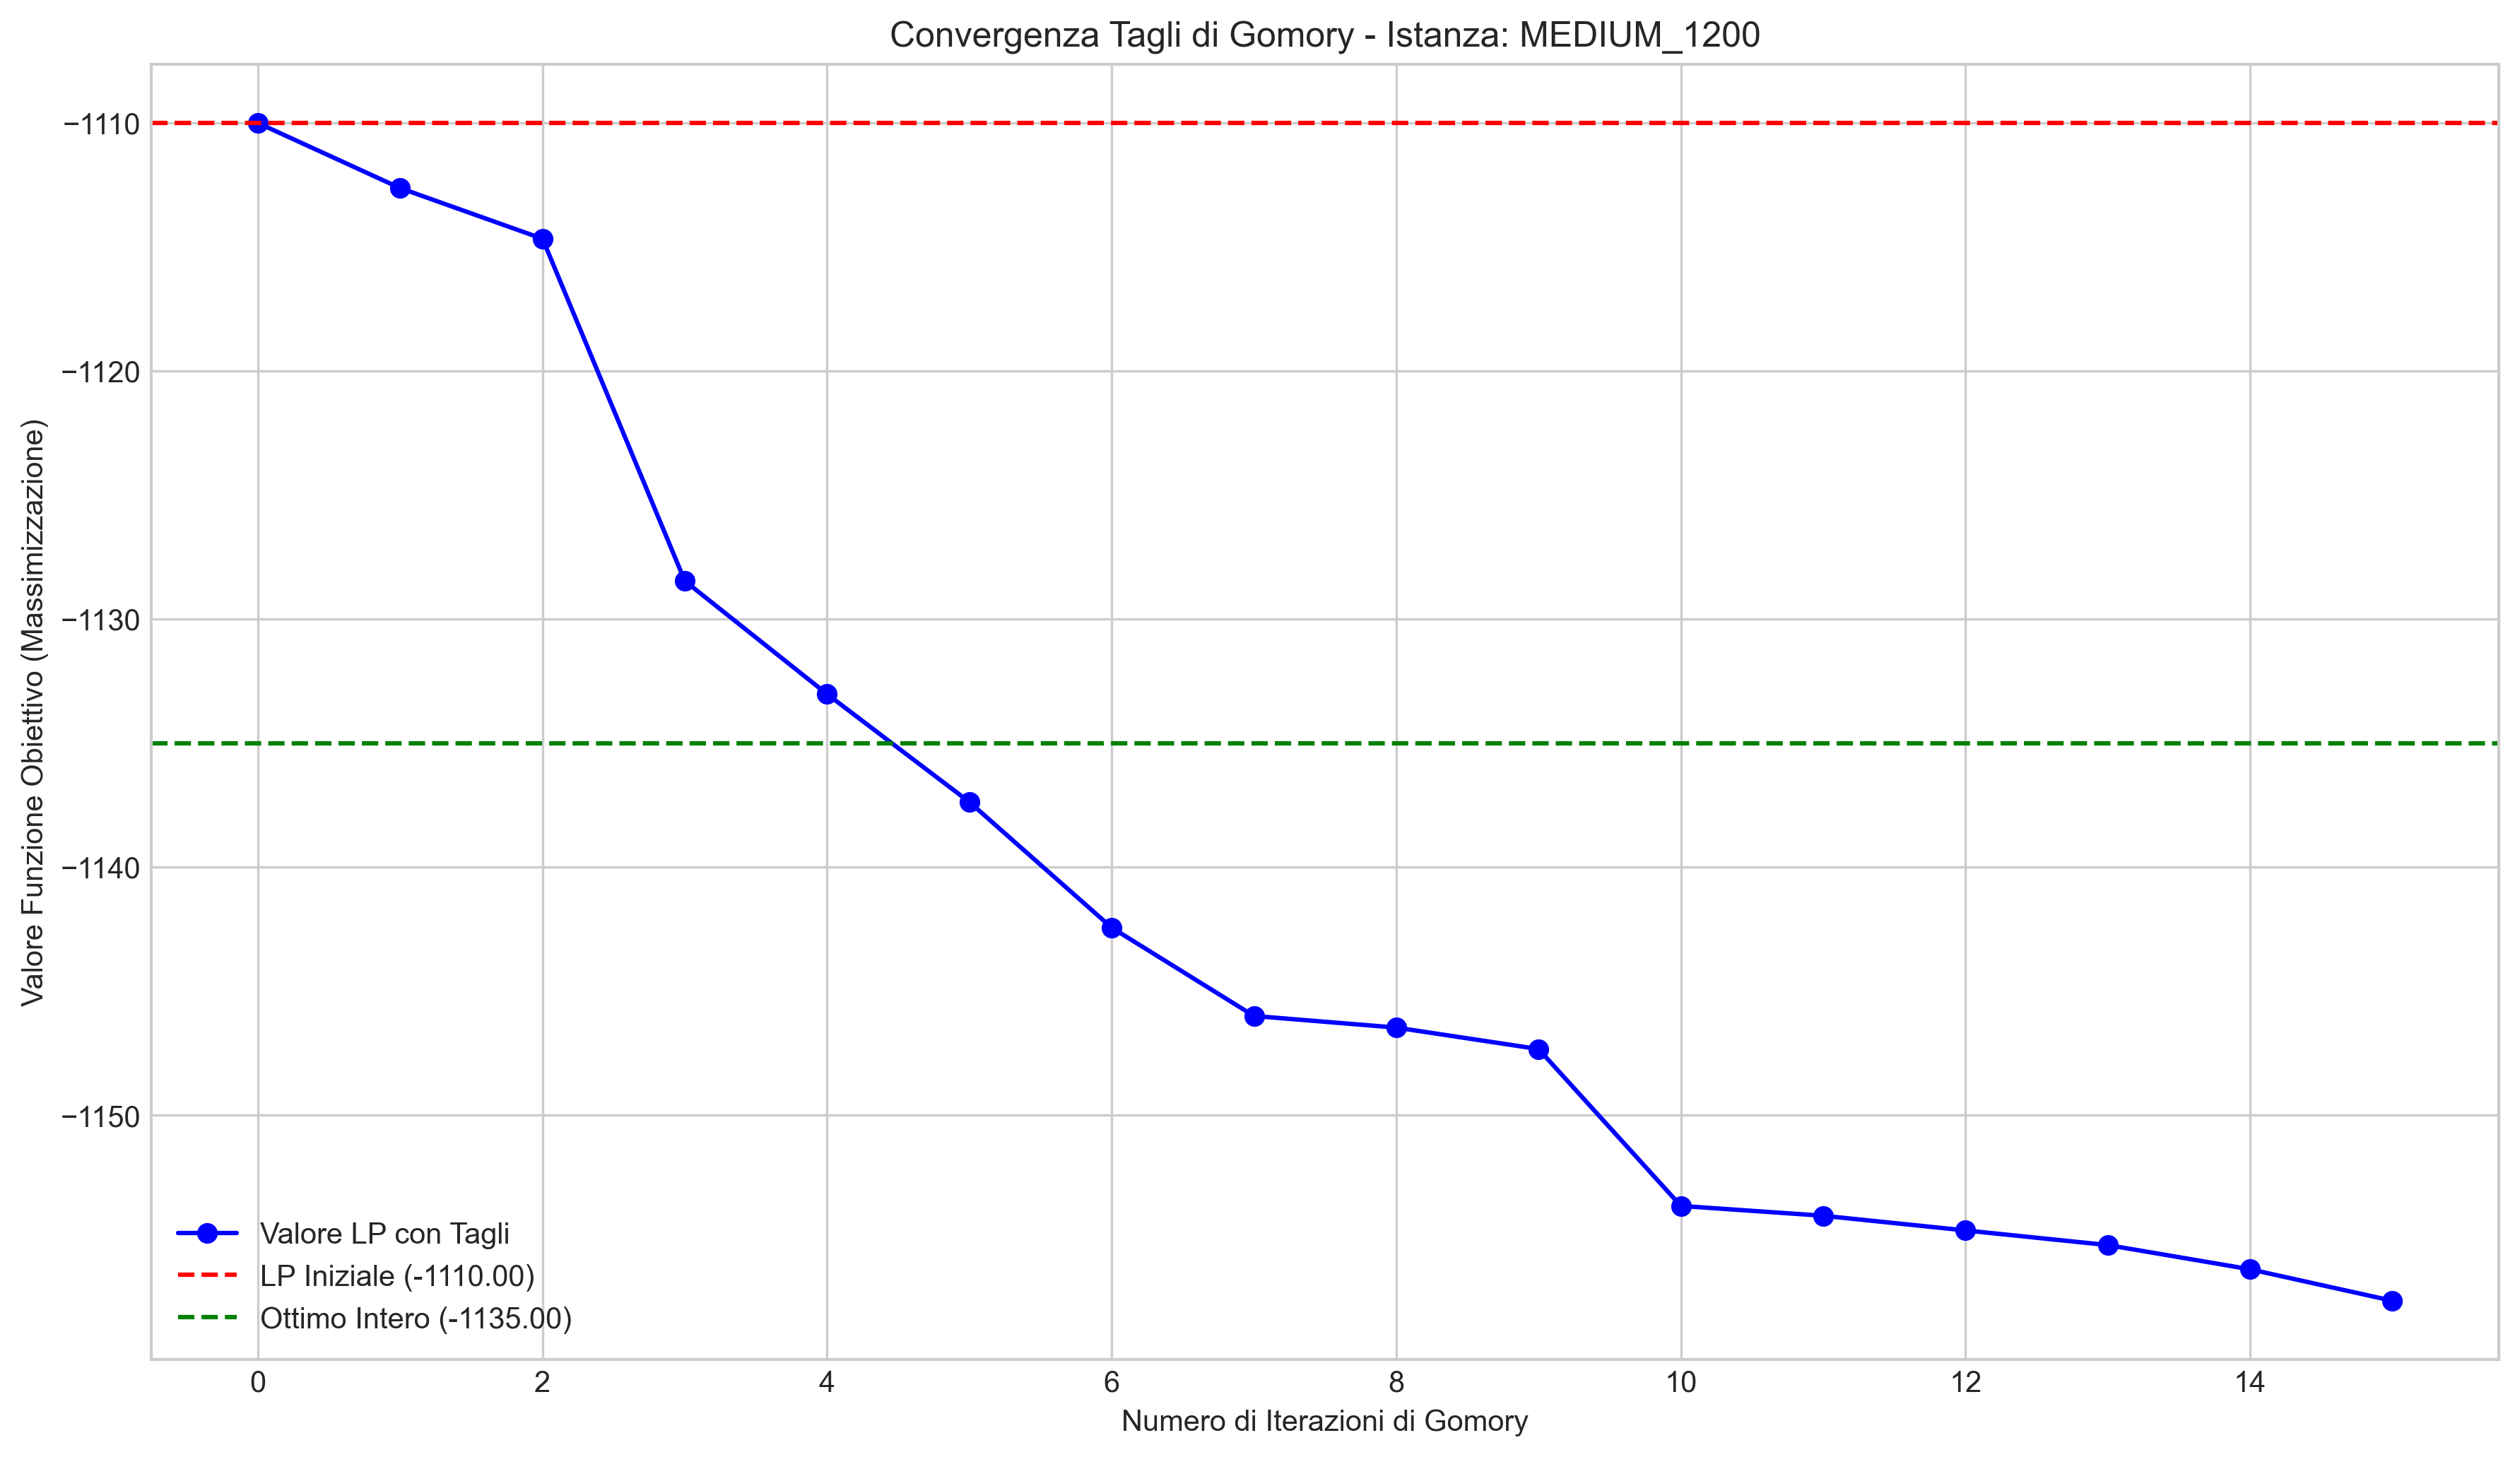 Convergenza Tagli di Gomory - Istanza: MEDIUM_1200
Valore Funzione Obiettivo (Massimizzazione)
−1110
−1120
−1130
−1140
−1150
Valore LP con Tagli
LP Iniziale (-1110.00)
Ottimo Intero (-1135.00)
0 2 4 6 8 10 12 14
Numero di Iterazioni di Gomory